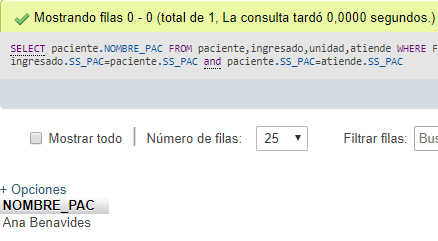 Mostrando filas 0 - 0 (total de 1, La consulta tardó 0,0000 segundos.)
SELECT paciente.NOMBRE_PAC FROM paciente,ingresado,unidad,atiende WHERE F
ingresado.SS_PAC=paciente.SS_PAC and paciente.SS_PAC=atiende.SS_PAC
Mostrar todo | Número de filas: 25 Filtrar filas: Bus
+ Opciones
NOMBRE_PAC
Ana Benavides